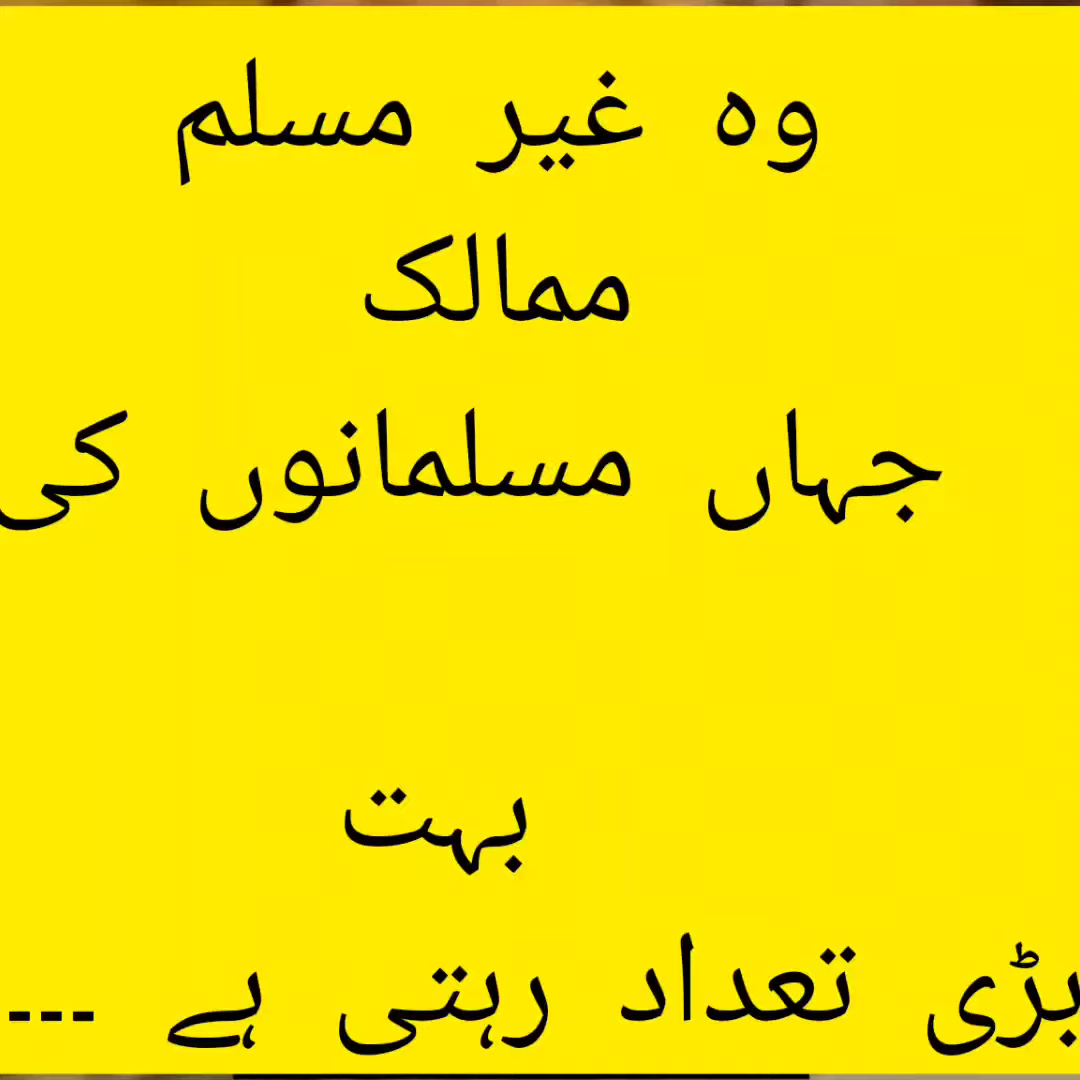 وہ غیر مسلم
ممالک
جہاں مسلمانوں کی
بہت
بڑی تعداد رہتی ہے ---